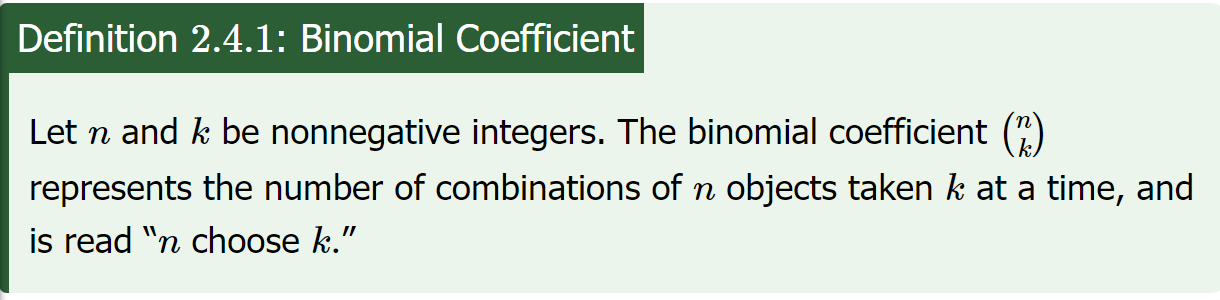 Definition 2.4.1: Binomial Coefficient
Let n and k be nonnegative integers. The binomial coefficient (n k)
represents the number of combinations of n objects taken k at a time, and
is read “n choose k.”